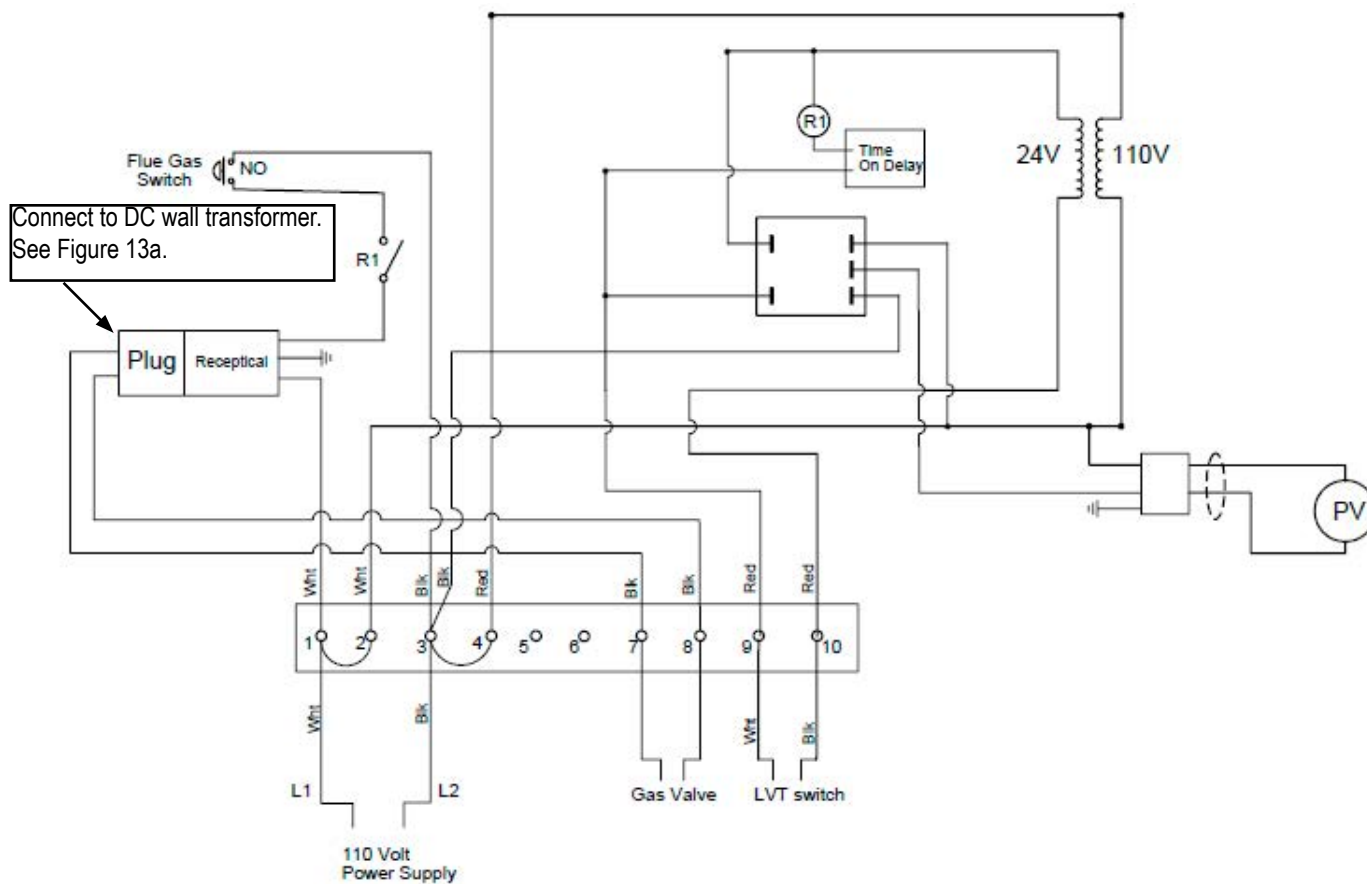 R1
Time
On Delay
24V
110V
Flue Gas
Switch
NO
Connect to DC wall transformer.
See Figure 13a.
R1
Plug
Receptical
PV
Wht
Wht
Blk
Blk
Red
Blk
Blk
Red
Red
1
2
3
4
5
6
7
8
9
10
Wht
Blk
Wht
Blk
L1
L2
Gas Valve
LVT switch
110 Volt
Power Supply